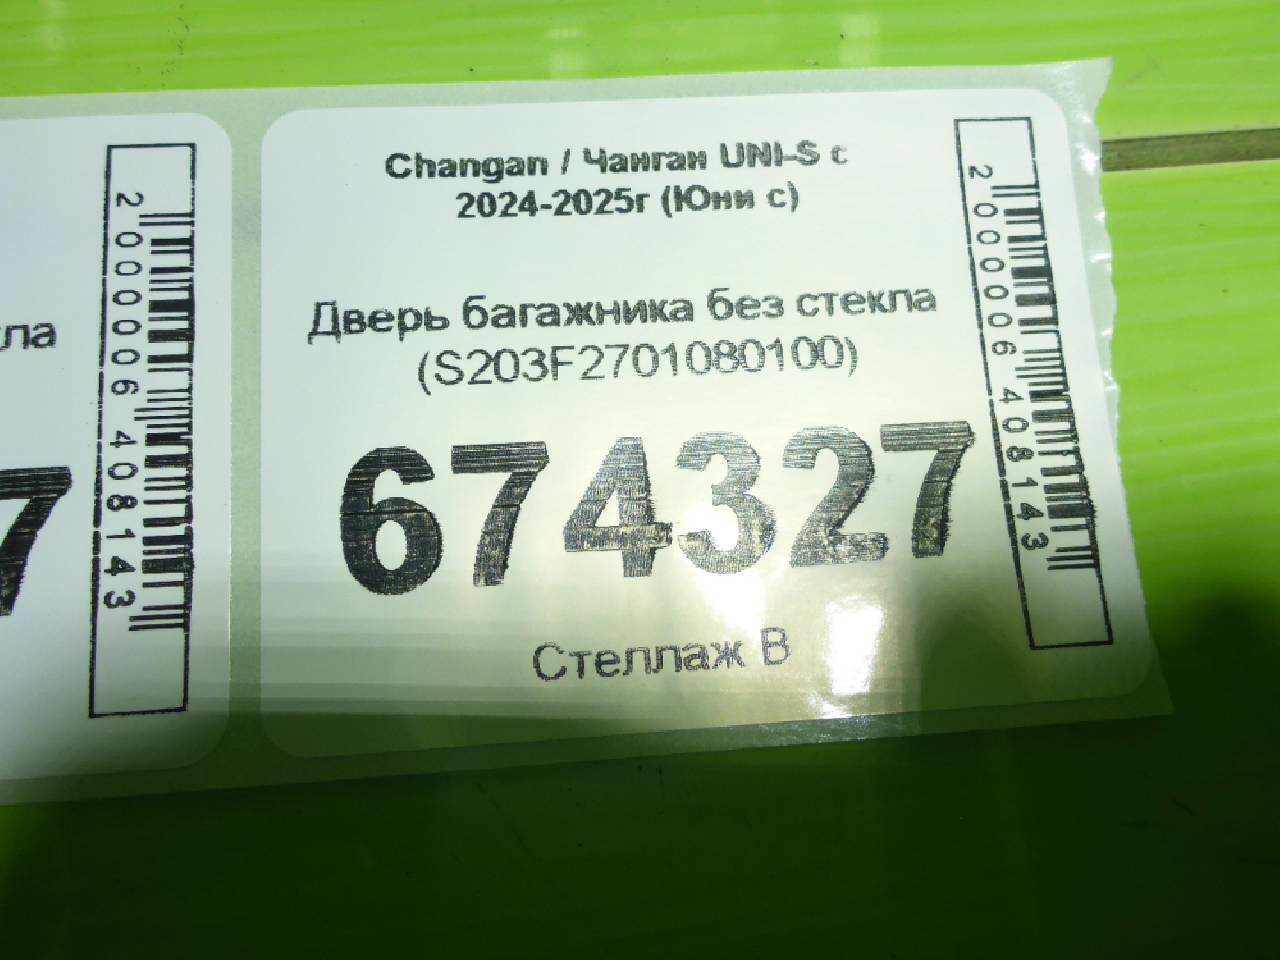 кла
7
2000006408143
Changan / Чанган UNI-S с
2024-2025г (Юни с)
Дверь багажника без стекла
(S203F2701080100)
674327
Стеллаж В
2000006408143